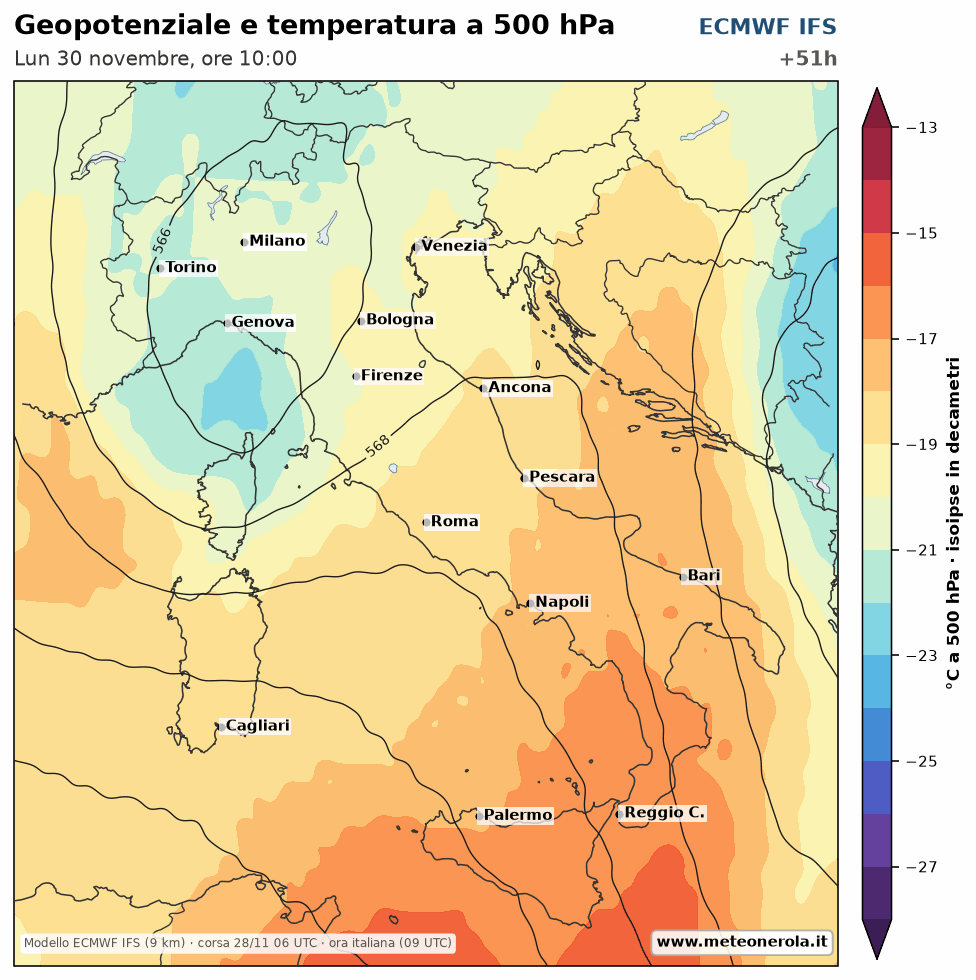 Geopotenziale e temperatura a 500 hPa
ECMWF IFS
Lun 30 novembre, ore 10:00
+51h
566
Milano
Venezia
Torino
Genova
Bologna
Firenze
Ancona
568
Pescara
Roma
Bari
Napoli
Cagliari
Palermo
Reggio C.
−13
−15
−17
−19
−21
−23
−25
−27
°C a 500 hPa · isoipse in decametri
Modello ECMWF IFS (9 km) · corsa 28/11 06 UTC · ora italiana (09 UTC)
www.meteonerola.it